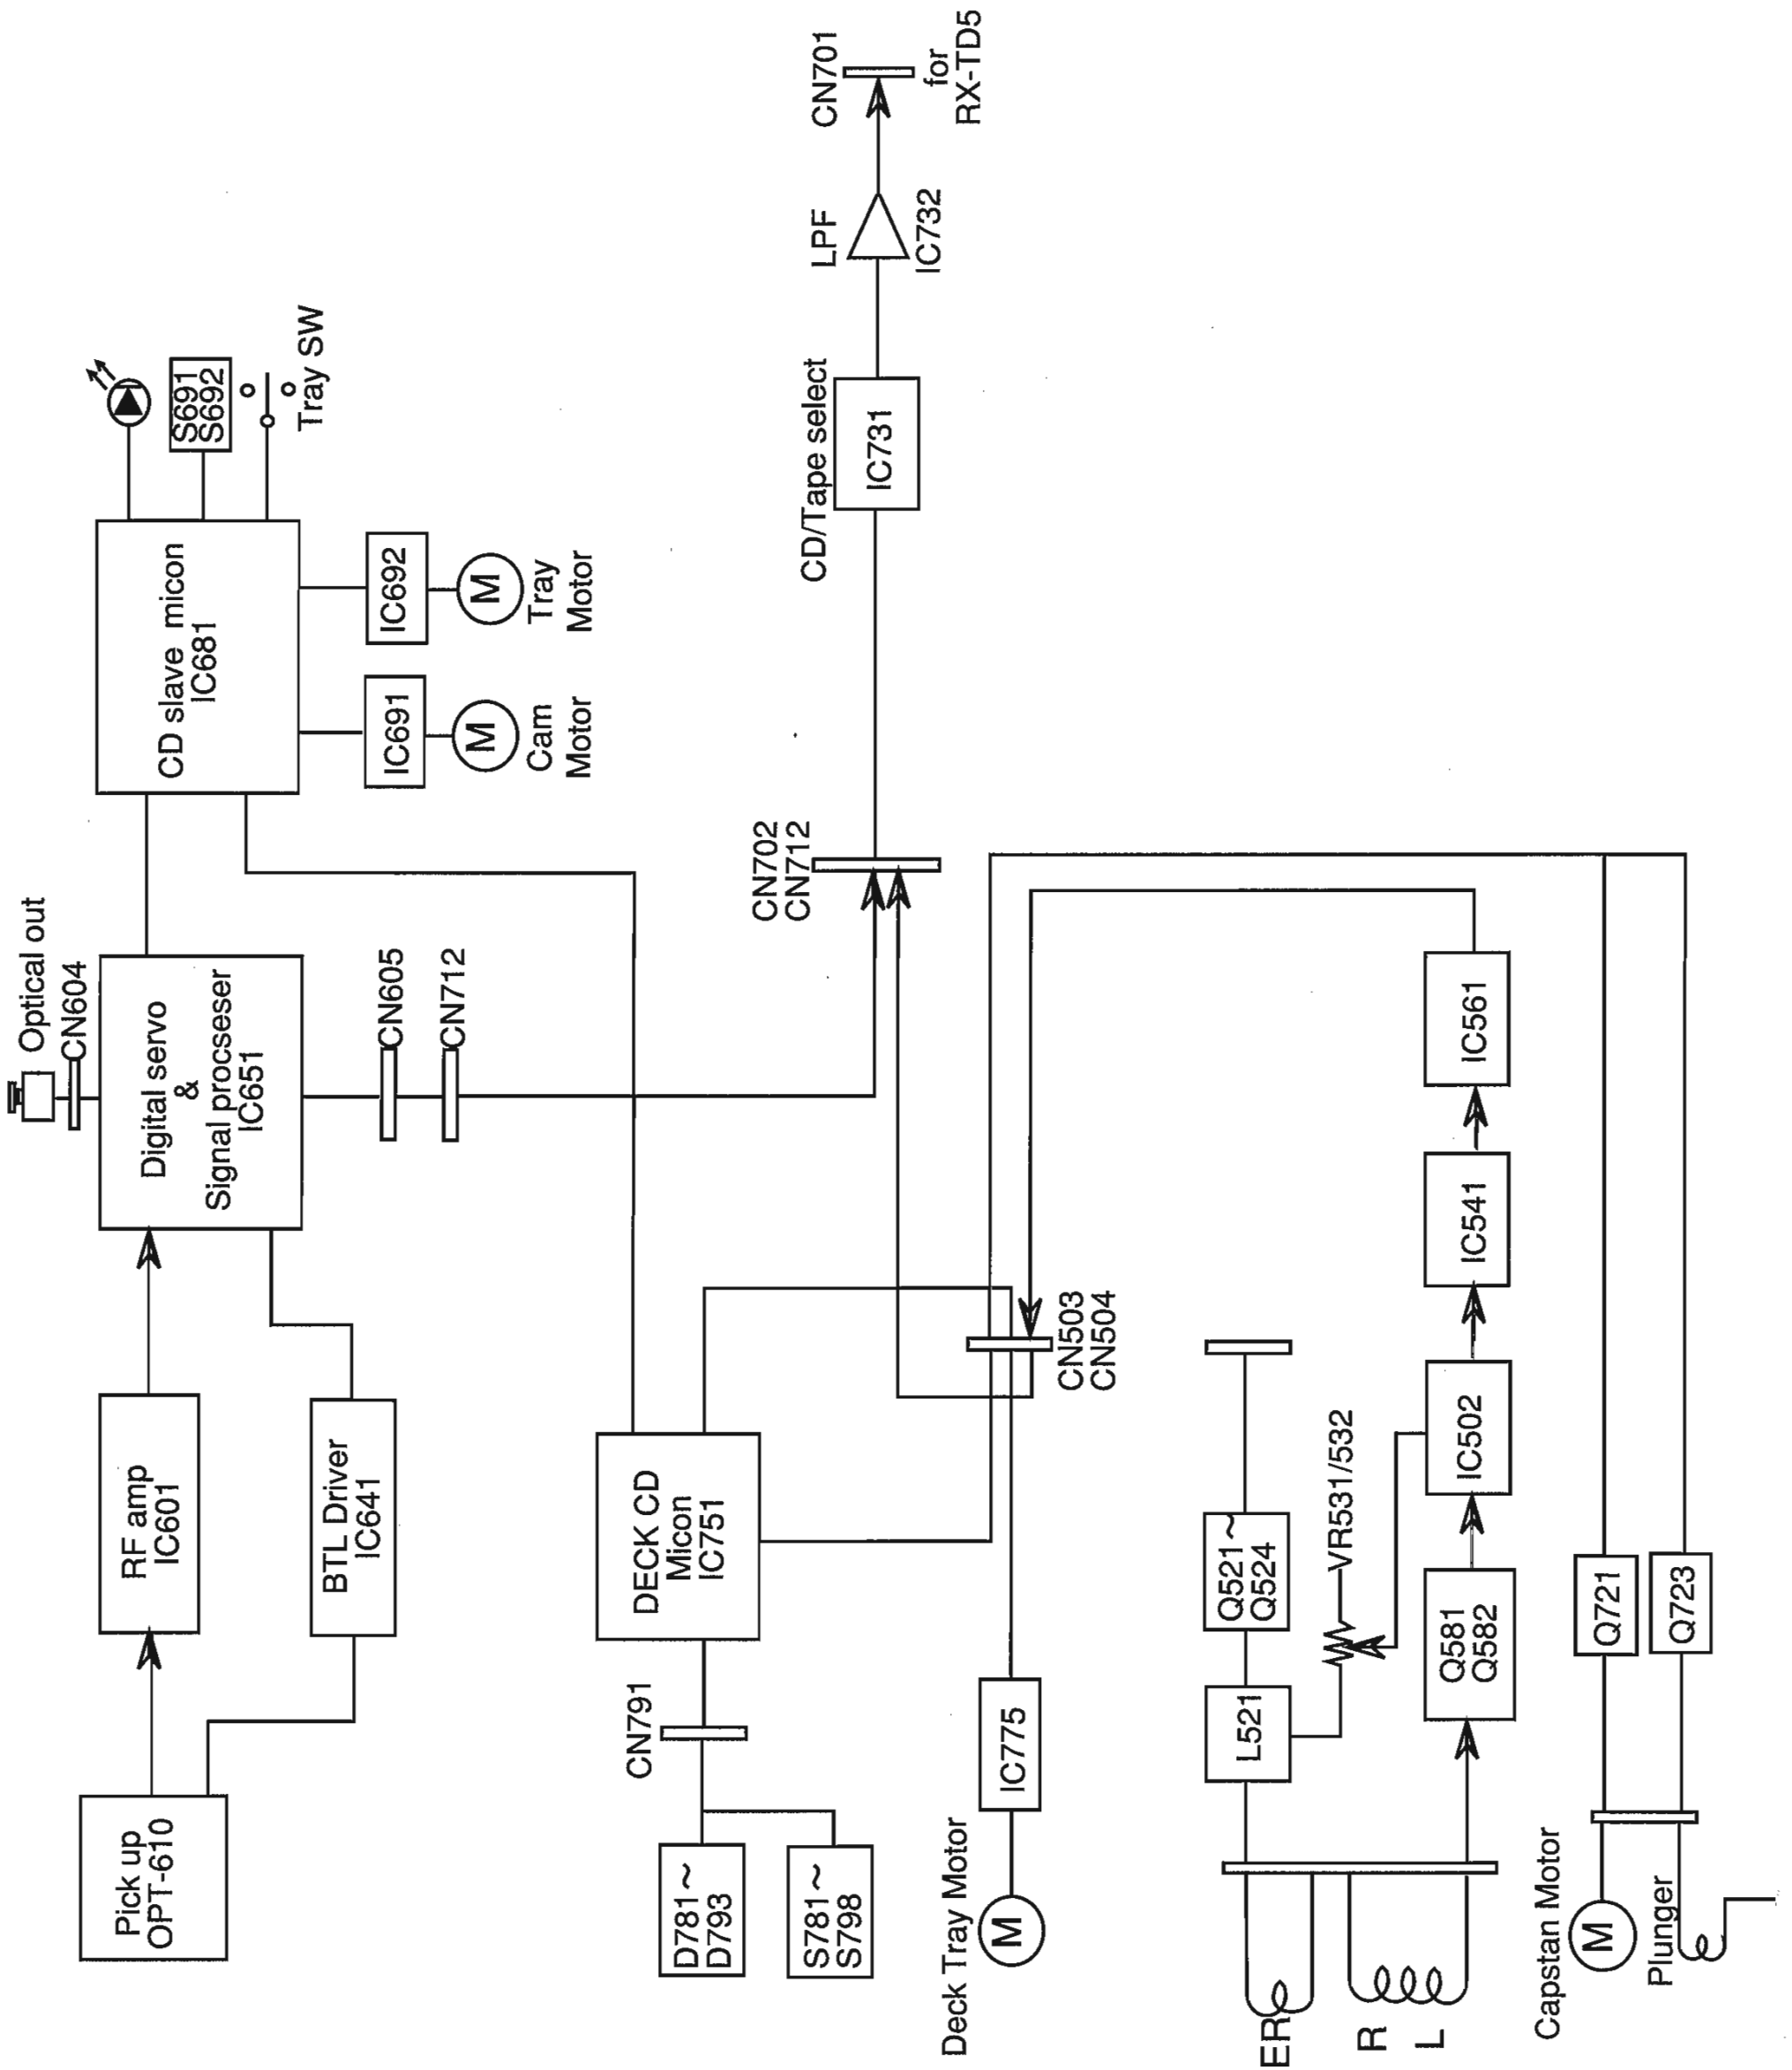 Pick up
OPT-610
RF amp
IC601
BTL Driver
IC641
Optical out
CN604
Digital servo
&
Signal procseser
IC651
CN605
CN712
CD slave micon
IC681
S691
S692
Tray SW
IC691
M
Cam
Motor
IC692
M
Tray
Motor
D781~
D793
S781~
S798
CN791
DECK CD
Micon
IC751
CN702
CN712
CD/Tape select
IC731
LPF
IC732
CN701
for
RX-TD5
Deck Tray Motor
M
IC775
CN503
CN504
ER
R
L
L521
Q521~
Q524
VR531/532
Q581
Q582
IC502
IC541
IC561
Capstan Motor
M
Plunger
Q721
Q723